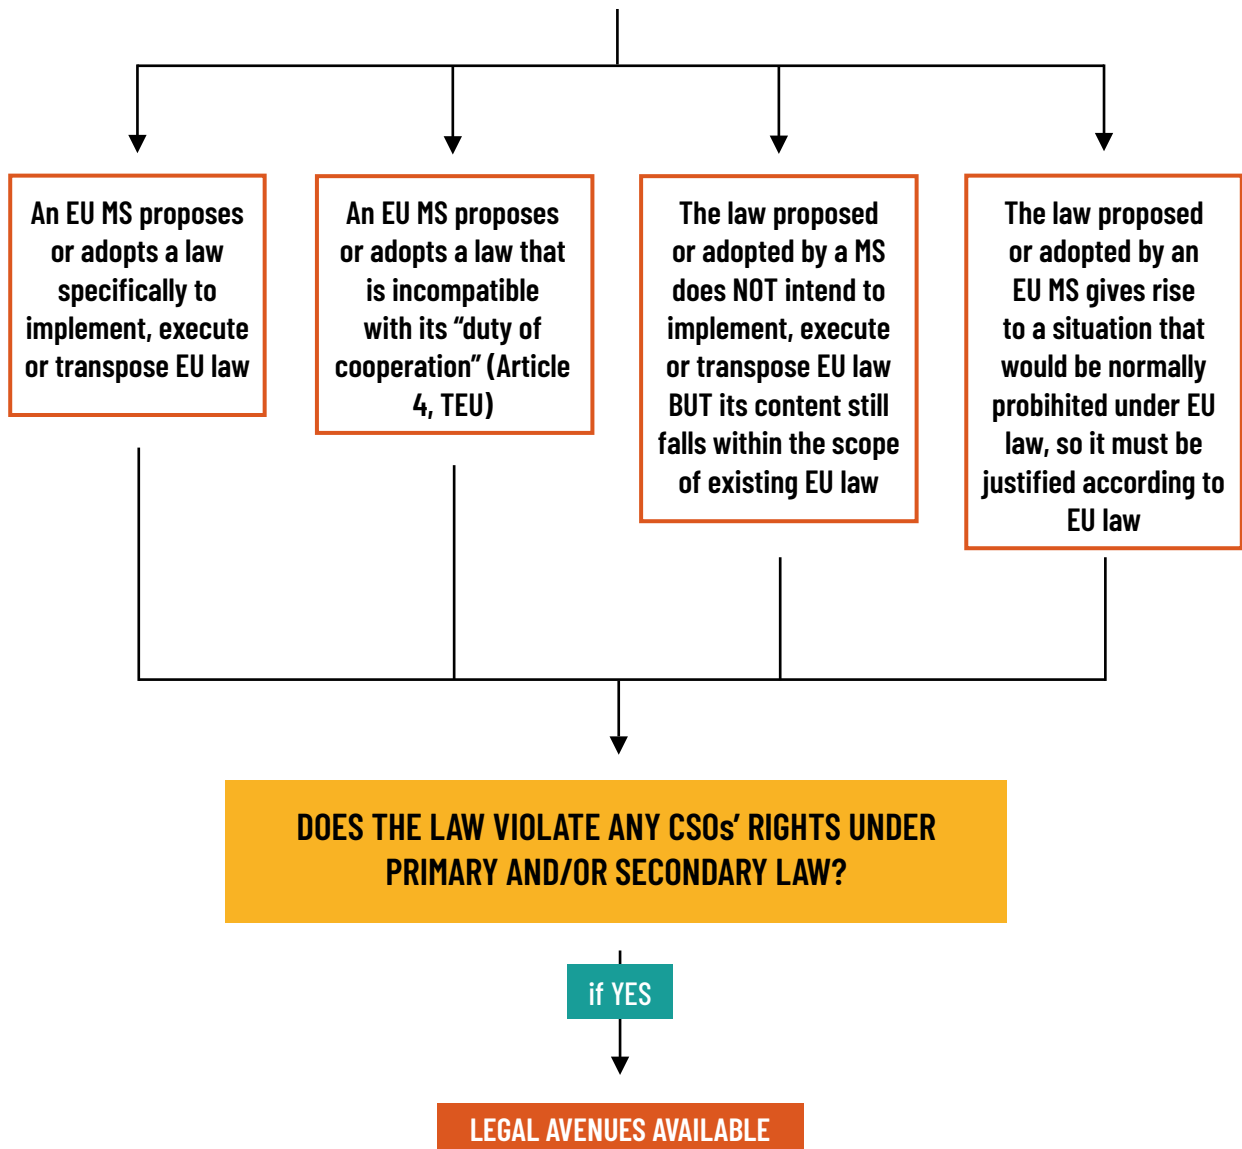 An EU MS proposes
or adopts a law
specifically to
implement, execute
or transpose EU law
An EU MS proposes
or adopts a law that
is incompatible
with its “duty of
cooperation” (Article
4, TEU)
The law proposed
or adopted by a MS
does NOT intend to
implement, execute
or transpose EU law
BUT its content still
falls within the scope
of existing EU law
The law proposed
or adopted by an
EU MS gives rise
to a situation that
would be normally
probihited under EU
law, so it must be
justified according to
EU law
DOES THE LAW VIOLATE ANY CSOs’ RIGHTS UNDER
PRIMARY AND/OR SECONDARY LAW?
if YES
LEGAL AVENUES AVAILABLE